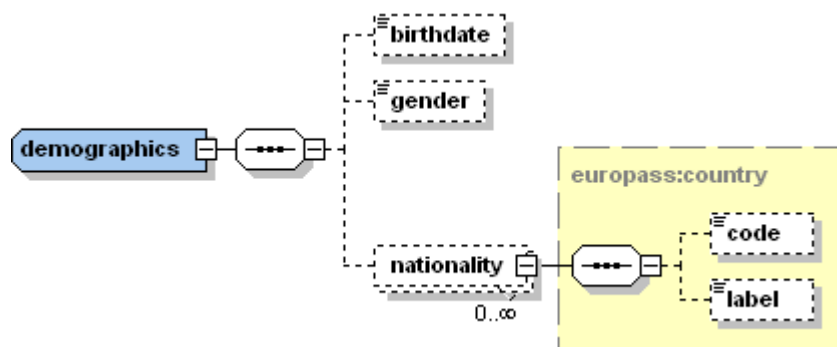 birthdate
gender
demographics
europass:country
code
nationality
label
0..∞